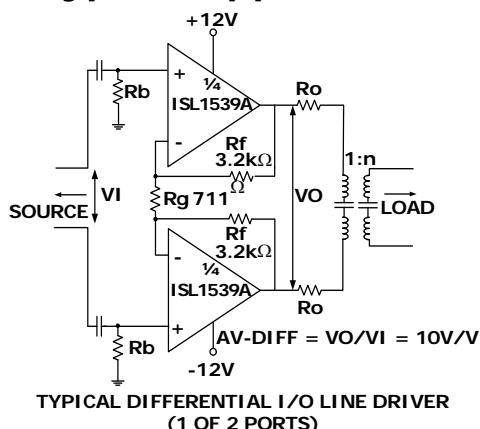 +12V
+
Rb
¼
ISL1539A
Ro
-
Rf
3.2kΩ
1:n
Rg 711
Ω
SOURCE
VI
VO
LOAD
Rf
3.2kΩ
-
¼
ISL1539A
Ro
+
Rb
AV-DIFF = VO/VI = 10V/V
-12V
TYPICAL DIFFERENTIAL I/O LINE DRIVER
(1 OF 2 PORTS)